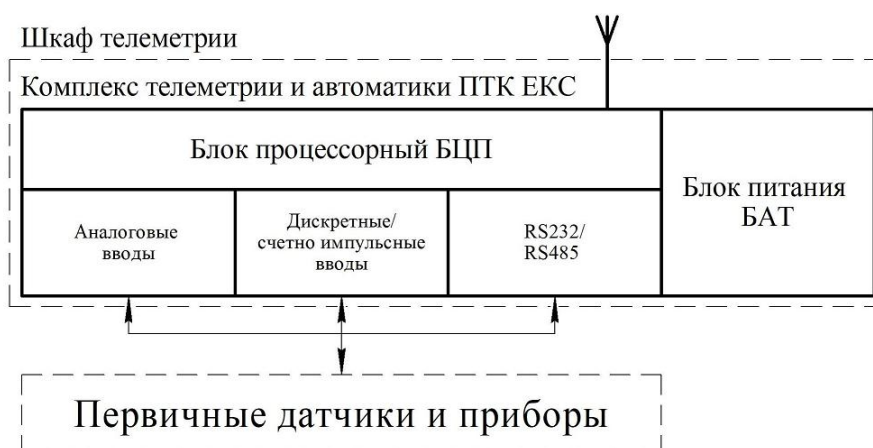 Шкаф телеметрии
Комплекс телеметрии и автоматики ПТК ЕКС
Блок процессорный БЦП
Аналоговые
вводы
Дискретные/
счетно импульсные
вводы
RS232/
RS485
Блок питания
БАТ
Первичные датчики и приборы